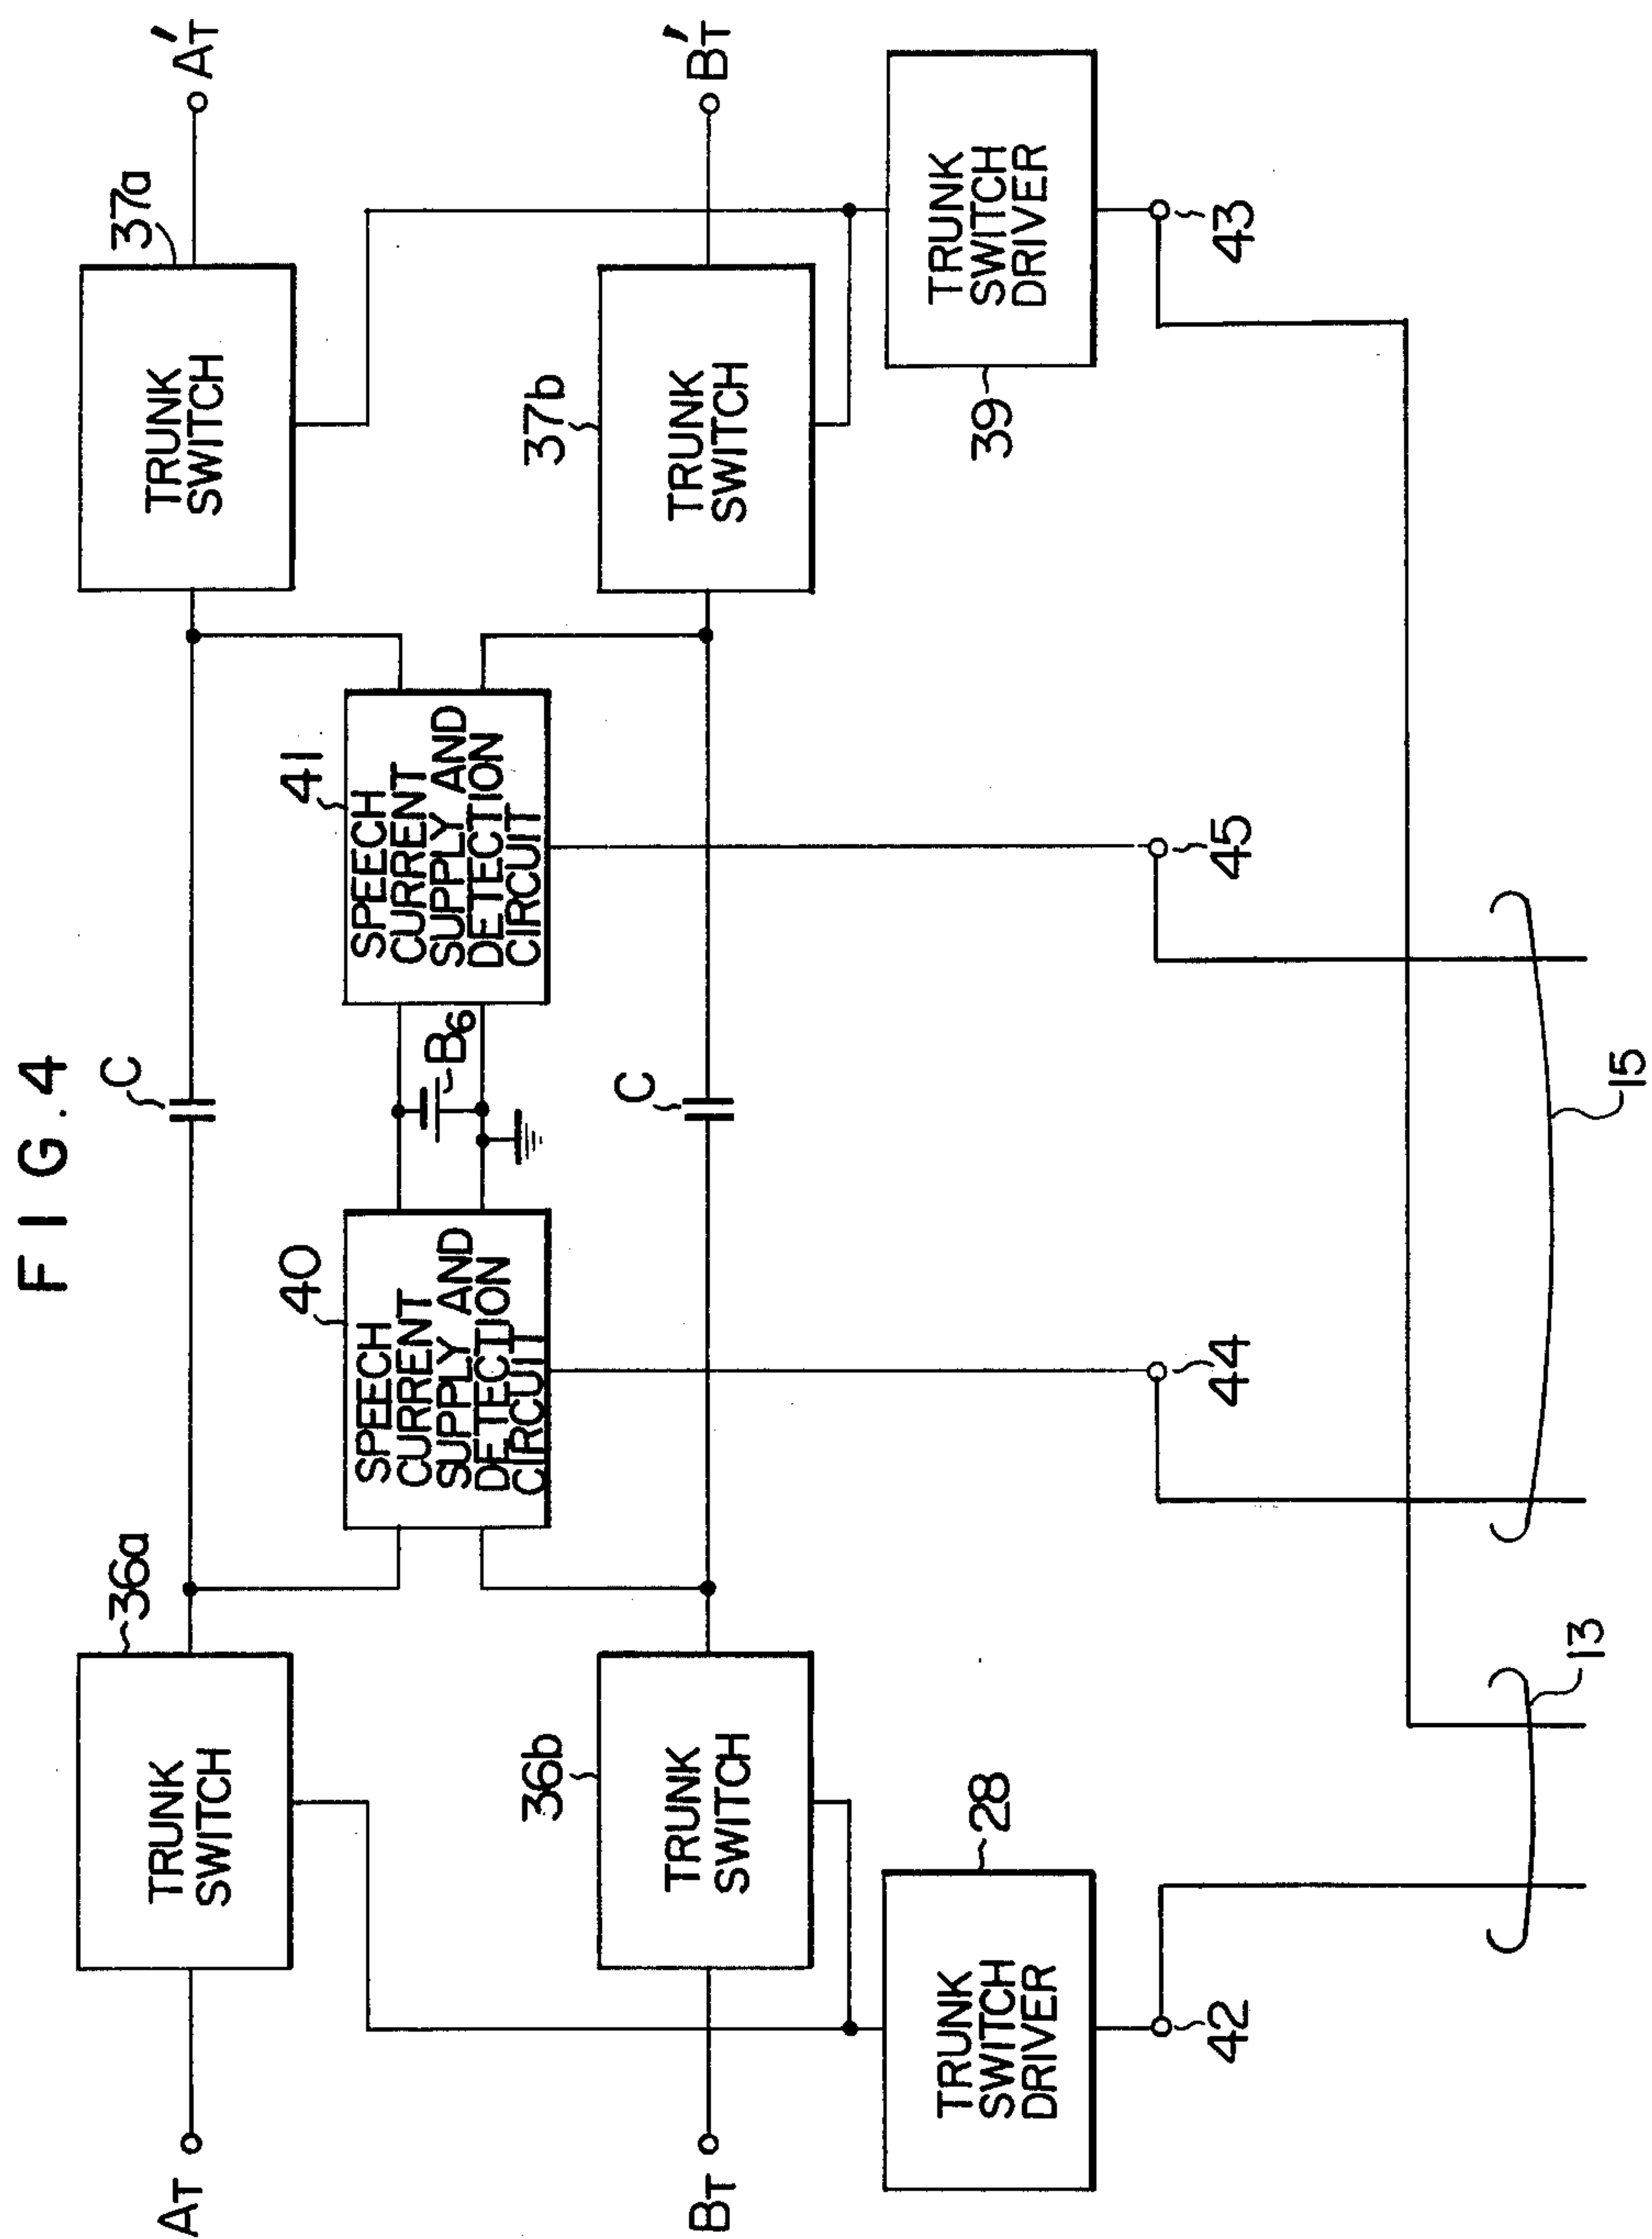 FIG.4
AT
36a
TRUNK
SWITCH
C
37a
TRUNK
SWITCH
A'T
40
SPEECH
CURRENT
SUPPLY AND
DETECTION
CIRCUIT
B6
41
SPEECH
CURRENT
SUPPLY AND
DETECTION
CIRCUIT
BT
36b
TRUNK
SWITCH
C
37b
TRUNK
SWITCH
B'T
28
TRUNK
SWITCH
DRIVER
39
TRUNK
SWITCH
DRIVER
42
44
45
43
13
15